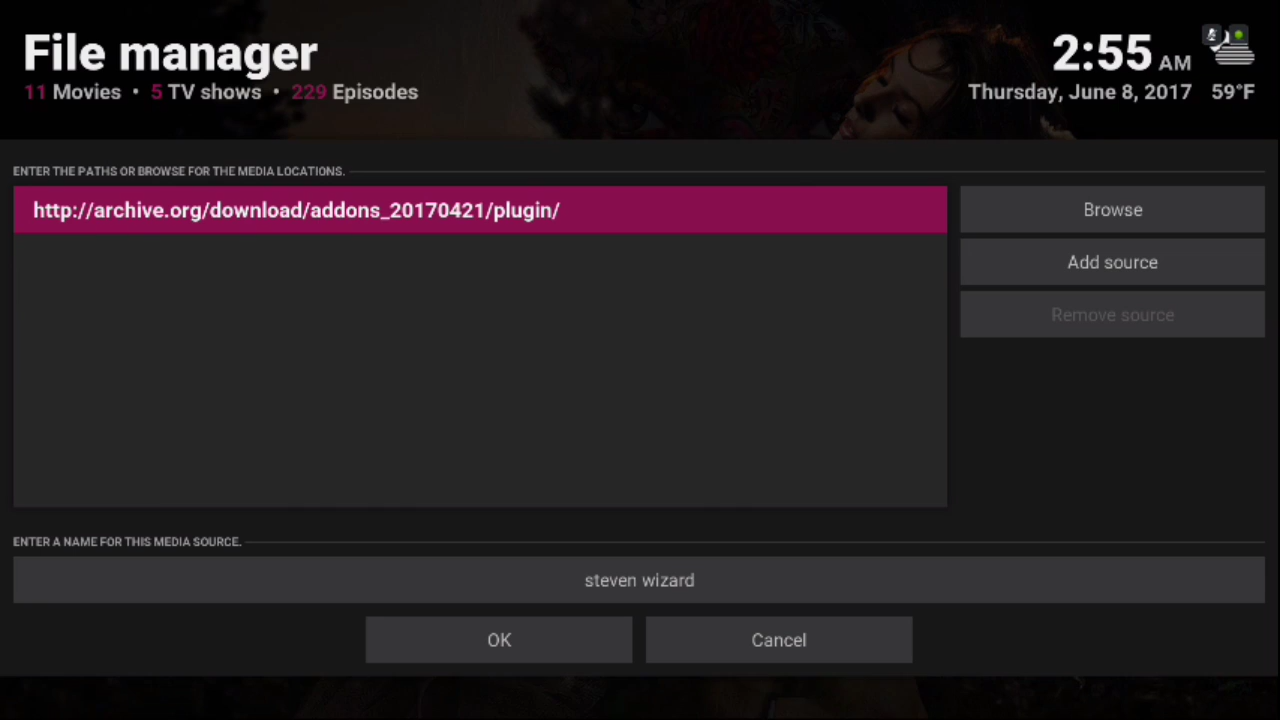 File manager
11 Movies • 5 TV shows • 229 Episodes
2:55 AM
Thursday, June 8, 2017 59°F
ENTER THE PATHS OR BROWSE FOR THE MEDIA LOCATIONS.
http://archive.org/download/addons_20170421/plugin/
Browse
Add source
Remove source
ENTER A NAME FOR THIS MEDIA SOURCE.
steven wizard
OK Cancel